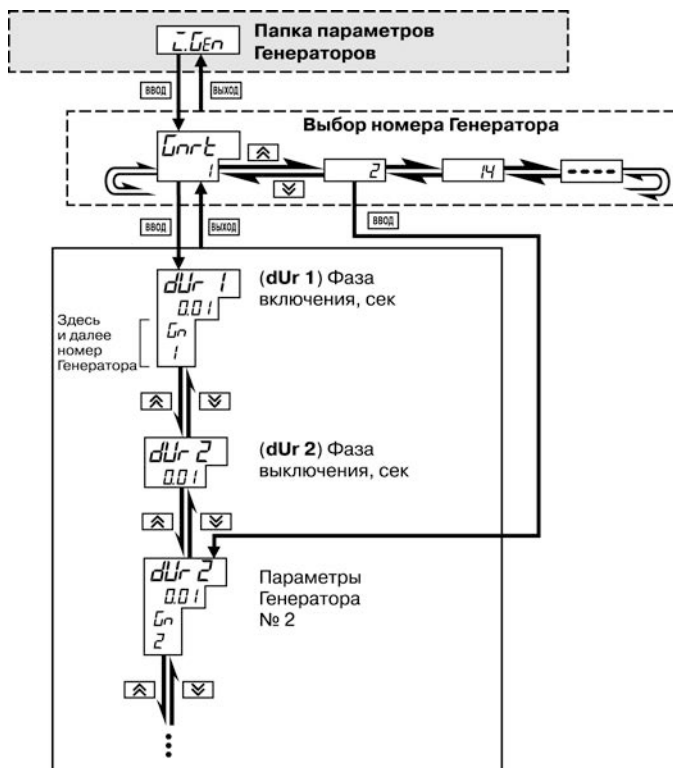 Папка параметров
Генераторов
C.GEn
ВВОД
ВЫХОД
Выбор номера Генератора
Gnrt
1
2
14
----
ВВОД
ВЫХОД
ВВОД
dUr 1
0.01
Gn
1
(dUr 1) Фаза
включения, сек
Здесь
и далее
номер
Генератора
dUr 2
0.01
(dUr 2) Фаза
выключения, сек
dUr 2
0.01
Gn
2
Параметры
Генератора
№ 2